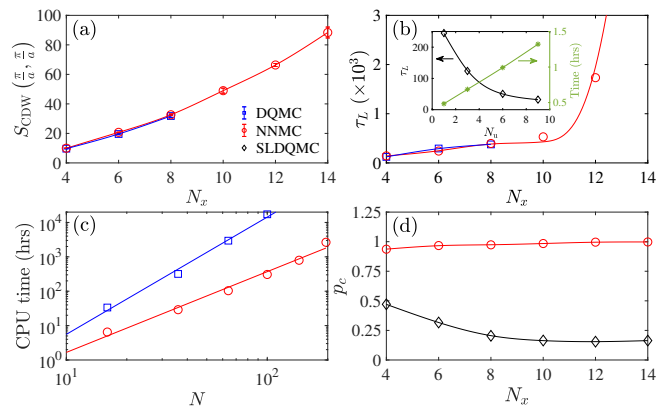 (a)
S_CDW (π/a, π/a)
100
80
60
40
20
0
4 6 8 10 12 14
N_x
DQMC
NNMC
SLDQMC
(b)
τ_L (×10^3)
3
2
1
0
4 6 8 10 12 14
N_x
τ_L
200
100
0
1 3 5 7 9
N_u
Time (hrs)
1
0.5
(c)
CPU time (hrs)
10^4
10^3
10^2
10^1
10^0
10^1 10^2
N
(d)
p_c
1.25
1
0.75
0.5
0.25
0
4 6 8 10 12 14
N_x